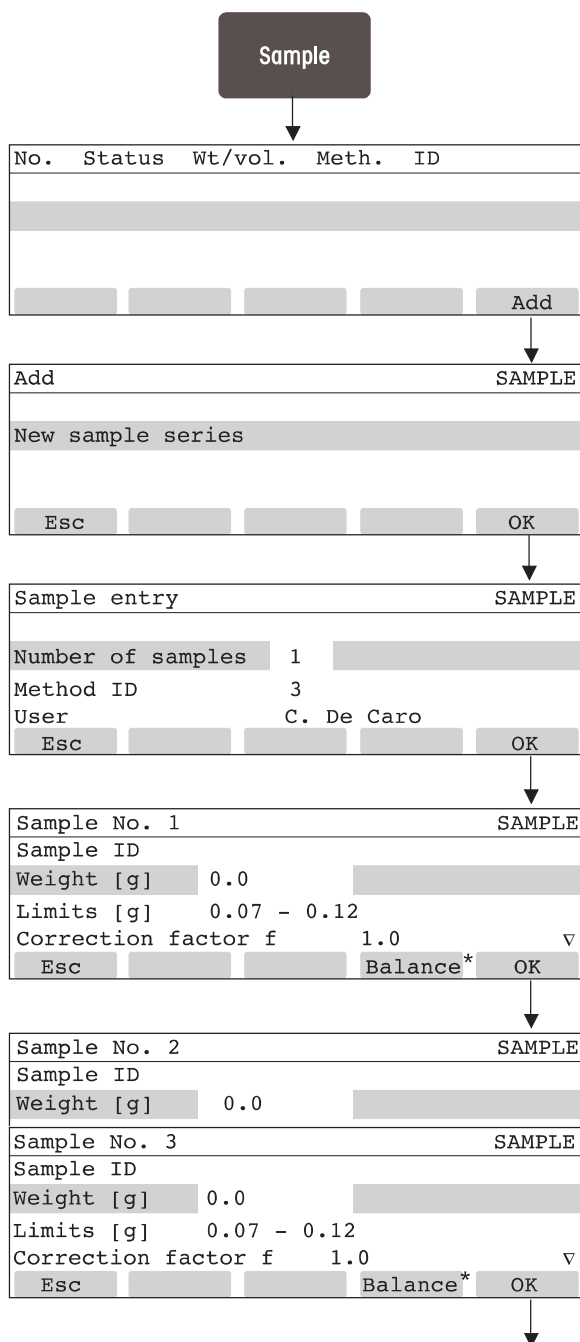 Sample
No. Status Wt/vol. Meth. ID
Add
Add SAMPLE
New sample series
Esc OK
Sample entry SAMPLE
Number of samples 1
Method ID 3
User C. De Caro
Esc OK
Sample No. 1 SAMPLE
Sample ID
Weight [g] 0.0
Limits [g] 0.07 - 0.12
Correction factor f 1.0 ∇
Esc Balance* OK
Sample No. 2 SAMPLE
Sample ID
Weight [g] 0.0
Sample No. 3 SAMPLE
Sample ID
Weight [g] 0.0
Limits [g] 0.07 - 0.12
Correction factor f 1.0 ∇
Esc Balance* OK